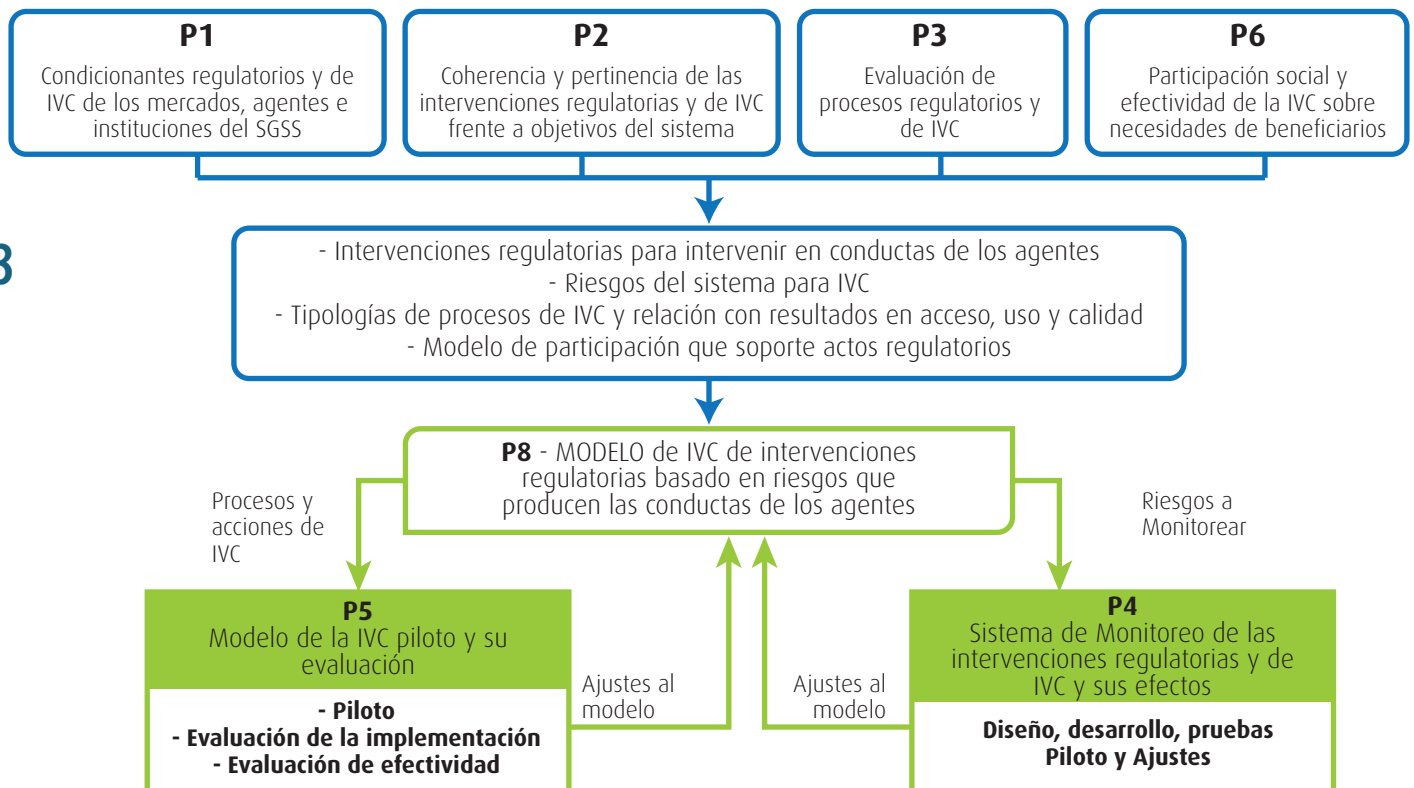 P1
Condicionantes regulatorios y de
IVC de los mercados, agentes e
instituciones del SGSS
P2
Coherencia y pertinencia de las
intervenciones regulatorias y de IVC
frente a objetivos del sistema
P3
Evaluación de
procesos regulatorios y
de IVC
P6
Participación social y
efectividad de la IVC sobre
necesidades de beneficiarios
- Intervenciones regulatorias para intervenir en conductas de los agentes
- Riesgos del sistema para IVC
- Tipologías de procesos de IVC y relación con resultados en acceso, uso y calidad
- Modelo de participación que soporte actos regulatorios
P8 - MODELO de IVC de intervenciones
regulatorias basado en riesgos que
producen las conductas de los agentes
Procesos y
acciones de
IVC
Riesgos a
Monitorear
P5
Modelo de la IVC piloto y su
evaluación
- Piloto
- Evaluación de la implementación
- Evaluación de efectividad
Ajustes al
modelo
Ajustes al
modelo
P4
Sistema de Monitoreo de las
intervenciones regulatorias y de
IVC y sus efectos
Diseño, desarrollo, pruebas
Piloto y Ajustes